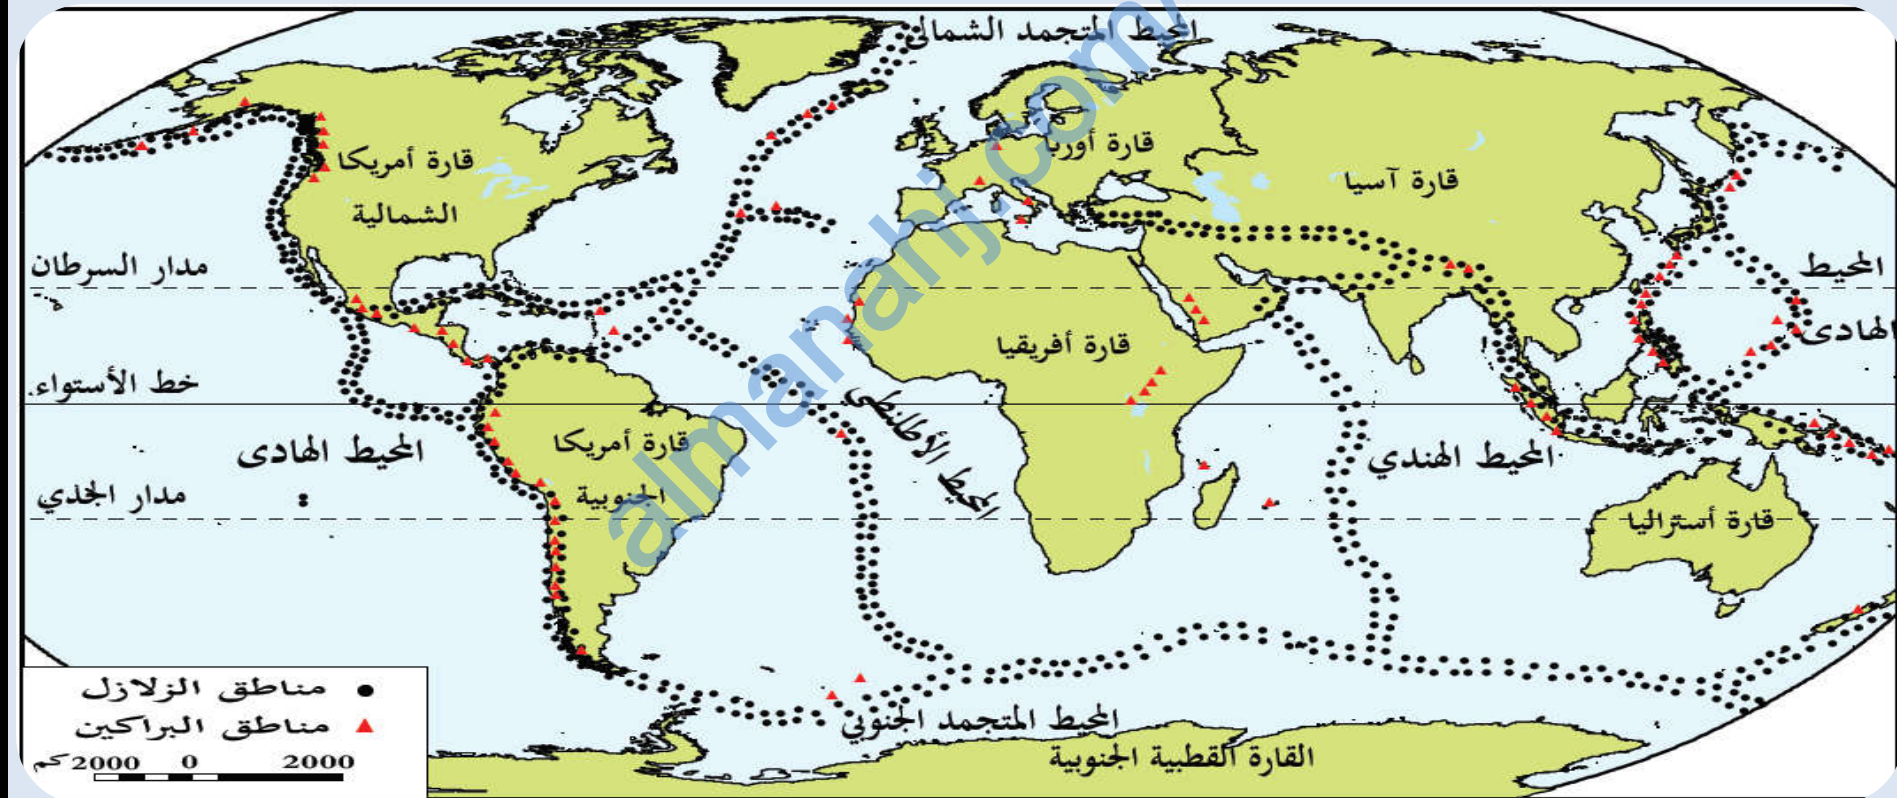 المحيط المتجمد الشمالي
قارة أمريكا
الشمالية
قارة أوربا
قارة آسيا
مدار السرطان
المحيط
الهادى
قارة أفريقيا
خط الأستواء.
المحيط الأطلنطي
المحيط الهادى
قارة أمريكا
الجنوبية
المحيط الهندي
مدار الجدي
قارة أستراليا
المحيط المتجمد الجنوبي
القارة القطبية الجنوبية
مناطق الزلازل
مناطق البراكين
2000 0 2000 كم
almanahj.com/